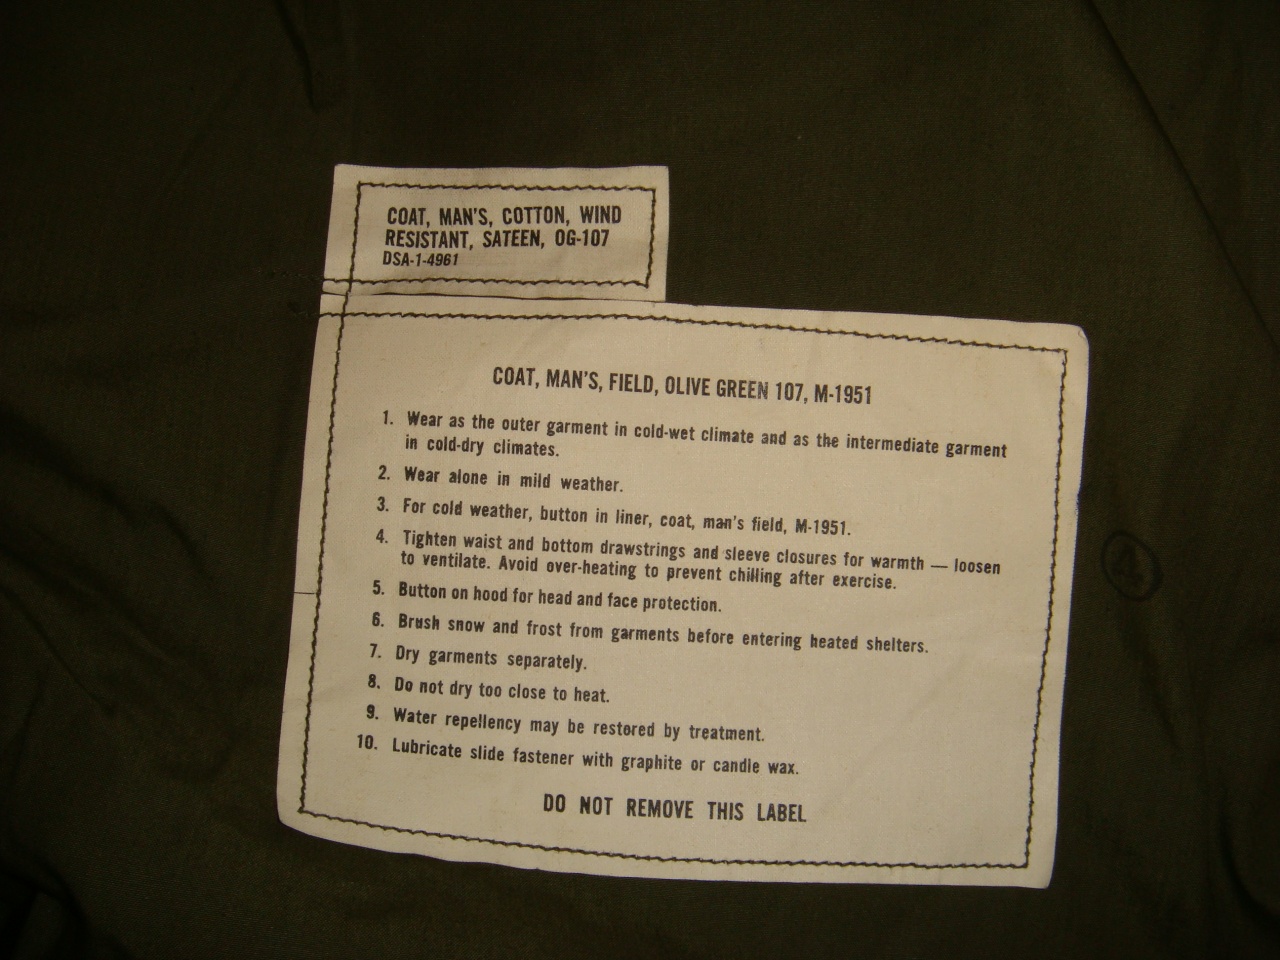 COAT, MAN'S, COTTON, WIND
RESISTANT, SATEEN, OG-107
DSA-1-4961
COAT, MAN'S, FIELD, OLIVE GREEN 107, M-1951
1. Wear as the outer garment in cold-wet climate and as the intermediate garment
in cold-dry climates.
2. Wear alone in mild weather.
3. For cold weather, button in liner, coat, man's field, M-1951.
4. Tighten waist and bottom drawstrings and sleeve closures for warmth — loosen
to ventilate. Avoid over-heating to prevent chilling after exercise.
5. Button on hood for head and face protection.
6. Brush snow and frost from garments before entering heated shelters.
7. Dry garments separately.
8. Do not dry too close to heat.
9. Water repellency may be restored by treatment.
10. Lubricate slide fastener with graphite or candle wax.
DO NOT REMOVE THIS LABEL
4